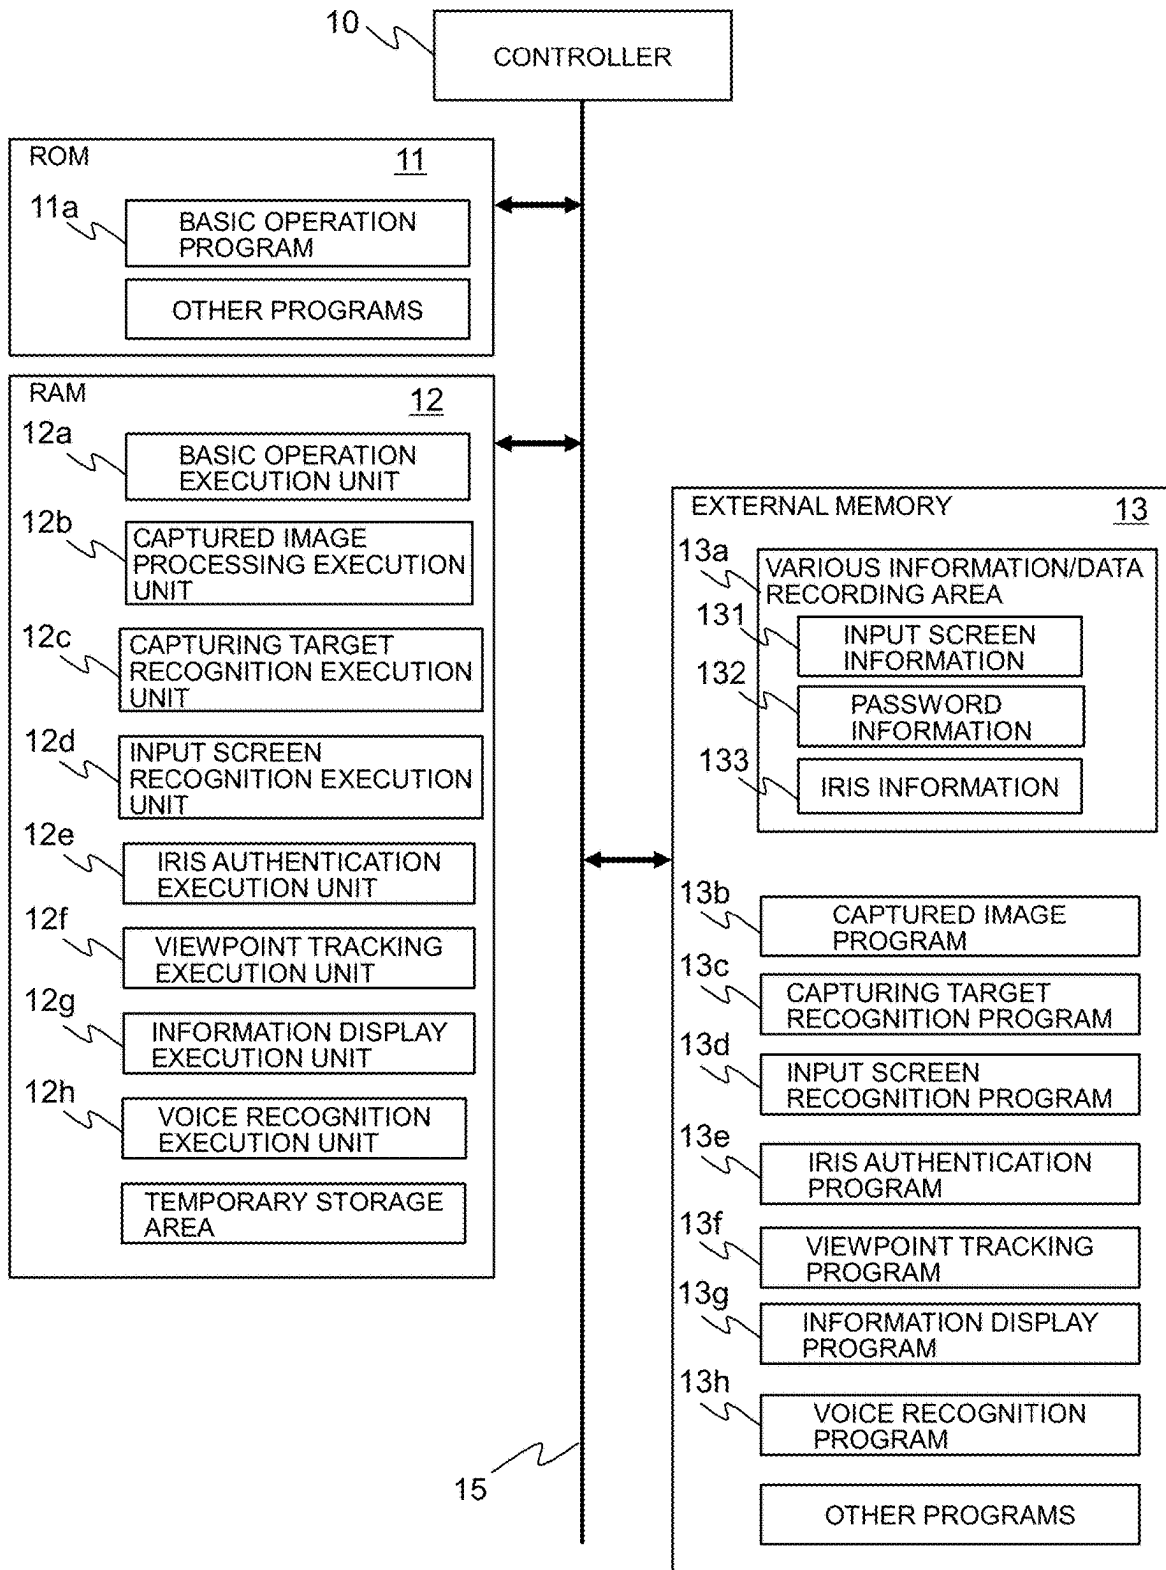 10
CONTROLLER
ROM
11
11a
BASIC OPERATION
PROGRAM
OTHER PROGRAMS
RAM
12
12a
BASIC OPERATION
EXECUTION UNIT
12b
CAPTURED IMAGE
PROCESSING EXECUTION
UNIT
12c
CAPTURING TARGET
RECOGNITION EXECUTION
UNIT
12d
INPUT SCREEN
RECOGNITION EXECUTION
UNIT
12e
IRIS AUTHENTICATION
EXECUTION UNIT
12f
VIEWPOINT TRACKING
EXECUTION UNIT
12g
INFORMATION DISPLAY
EXECUTION UNIT
12h
VOICE RECOGNITION
EXECUTION UNIT
TEMPORARY STORAGE
AREA
EXTERNAL MEMORY
13
13a
VARIOUS INFORMATION/DATA
RECORDING AREA
131
INPUT SCREEN
INFORMATION
132
PASSWORD
INFORMATION
133
IRIS INFORMATION
13b
CAPTURED IMAGE
PROGRAM
13c
CAPTURING TARGET
RECOGNITION PROGRAM
13d
INPUT SCREEN
RECOGNITION PROGRAM
13e
IRIS AUTHENTICATION
PROGRAM
13f
VIEWPOINT TRACKING
PROGRAM
13g
INFORMATION DISPLAY
PROGRAM
13h
VOICE RECOGNITION
PROGRAM
OTHER PROGRAMS
15